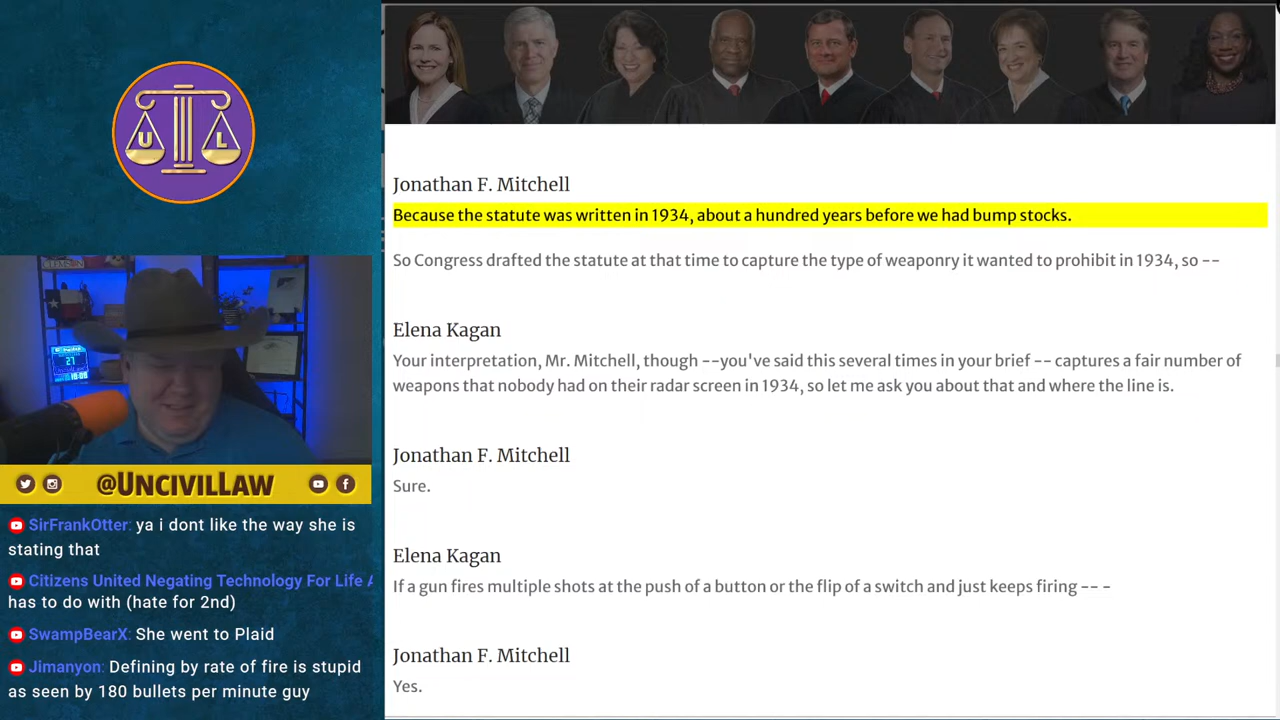 U L
@UNCIVILLAW
SirFrankOtter: ya i dont like the way she is
stating that
Citizens United Negating Technology For Life A
has to do with (hate for 2nd)
SwampBearX: She went to Plaid
Jimanyon: Defining by rate of fire is stupid
as seen by 180 bullets per minute guy
Jonathan F. Mitchell
Because the statute was written in 1934, about a hundred years before we had bump stocks.
So Congress drafted the statute at that time to capture the type of weaponry it wanted to prohibit in 1934, so --
Elena Kagan
Your interpretation, Mr. Mitchell, though --you've said this several times in your brief -- captures a fair number of
weapons that nobody had on their radar screen in 1934, so let me ask you about that and where the line is.
Jonathan F. Mitchell
Sure.
Elena Kagan
If a gun fires multiple shots at the push of a button or the flip of a switch and just keeps firing -- -
Jonathan F. Mitchell
Yes.